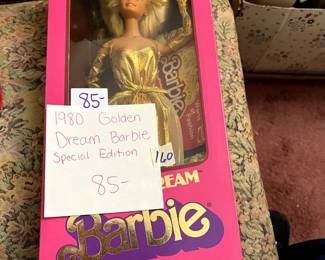 85-
1980 Golden
Dream Barbie
Special Edition
160
85-
Barbie
DREAM
Barbie